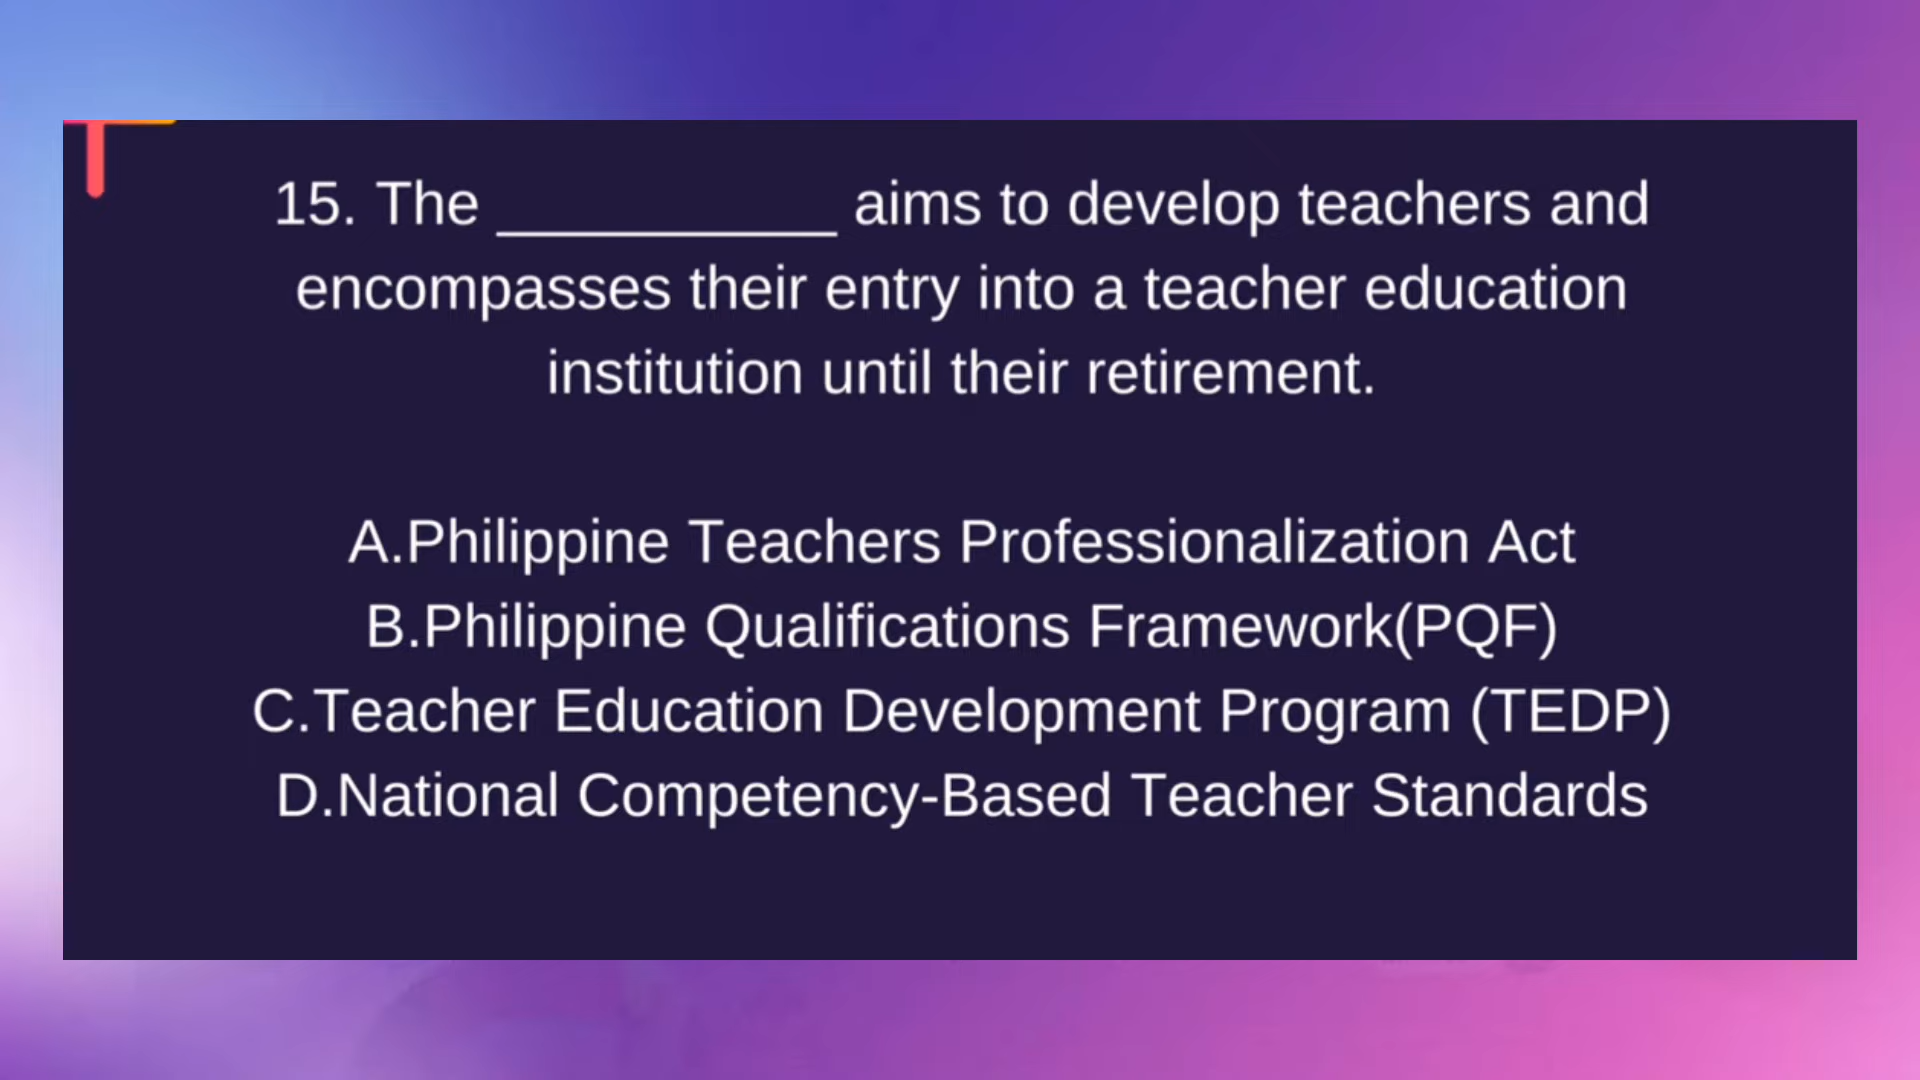 15. The __________ aims to develop teachers and
encompasses their entry into a teacher education
institution until their retirement.
A.Philippine Teachers Professionalization Act
B.Philippine Qualifications Framework(PQF)
C.Teacher Education Development Program (TEDP)
D.National Competency-Based Teacher Standards